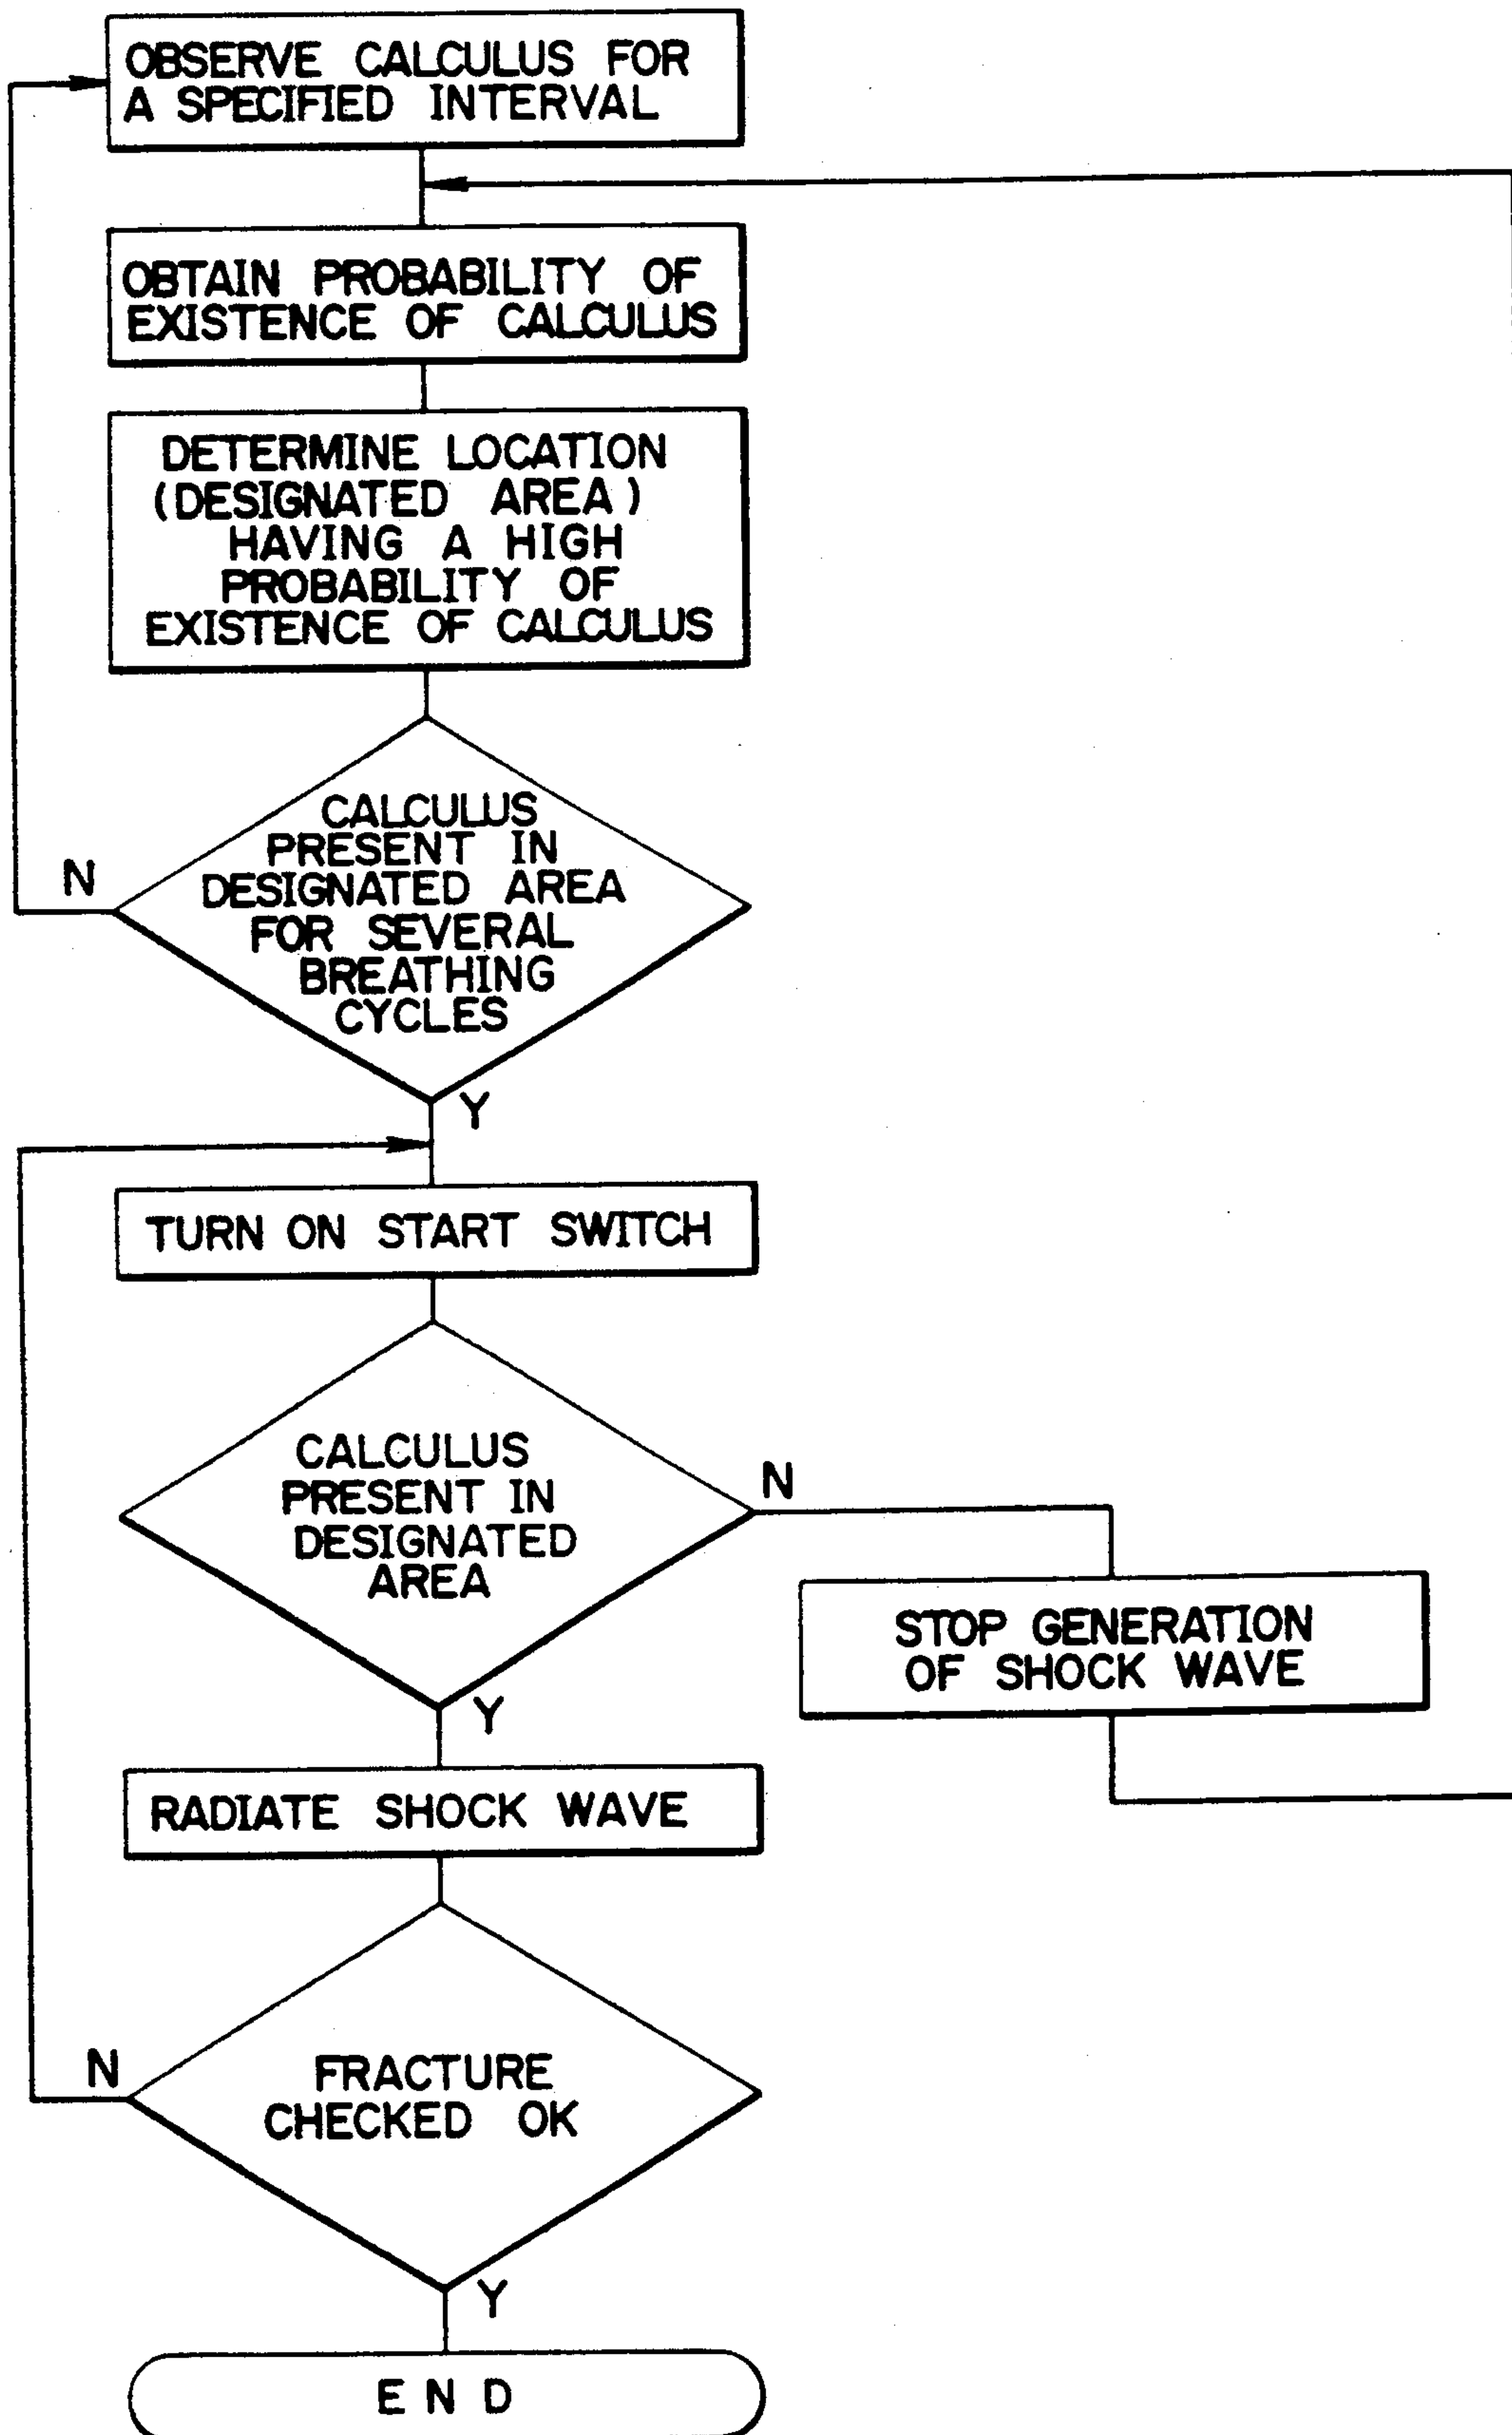 OBSERVE CALCULUS FOR
A SPECIFIED INTERVAL
OBTAIN PROBABILITY OF
EXISTENCE OF CALCULUS
DETERMINE LOCATION
(DESIGNATED AREA)
HAVING A HIGH
PROBABILITY OF
EXISTENCE OF CALCULUS
CALCULUS
PRESENT IN
DESIGNATED AREA
FOR SEVERAL
BREATHING
CYCLES
N
Y
TURN ON START SWITCH
CALCULUS
PRESENT IN
DESIGNATED
AREA
N
Y
STOP GENERATION
OF SHOCK WAVE
RADIATE SHOCK WAVE
FRACTURE
CHECKED OK
N
Y
END